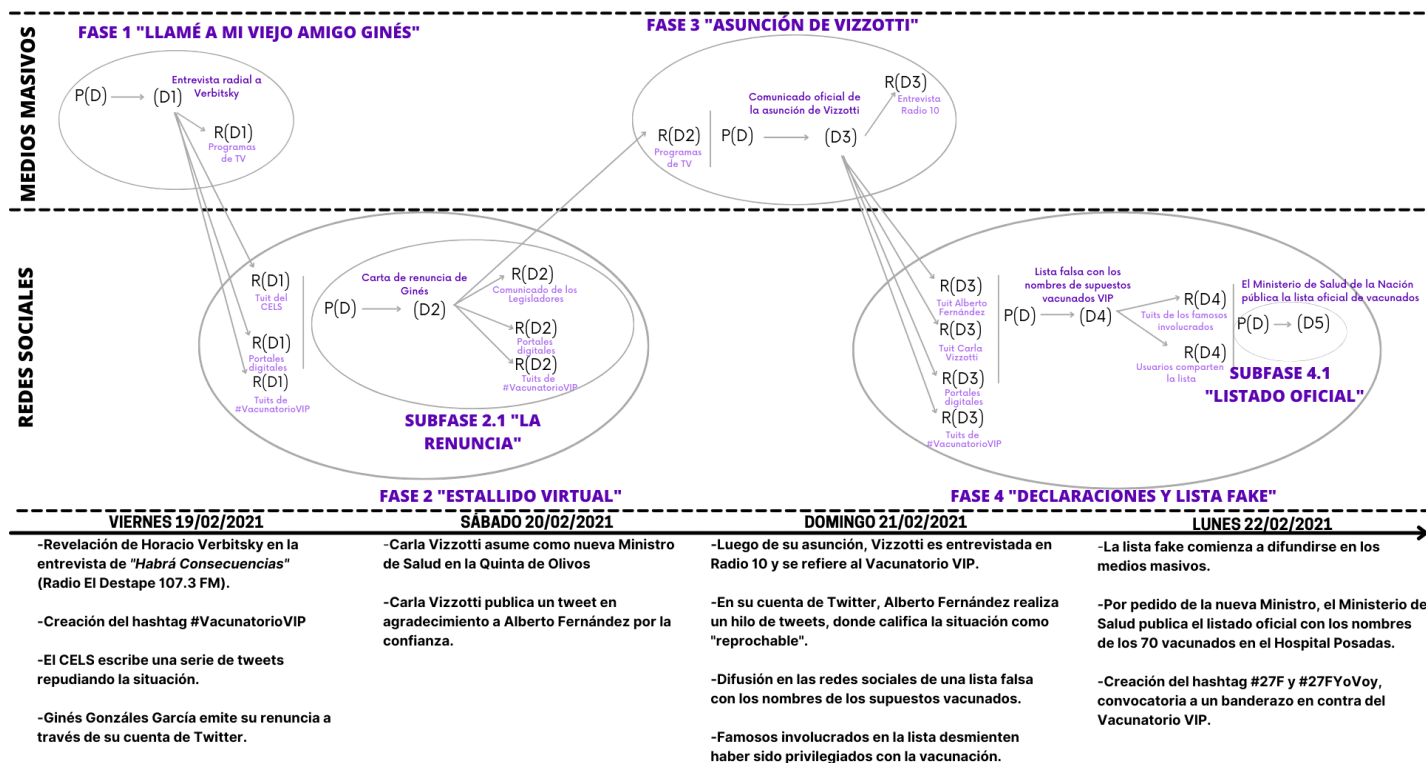 MEDIOS MASIVOS
FASE 1 "LLAMÉ A MI VIEJO AMIGO GINÉS"
P(D)
(D1)
Entrevista radial a
Verbitsky
R(D1)
Programas
de TV
FASE 3 "ASUNCIÓN DE VIZZOTTI"
R(D2)
Programas
de TV
P(D)
Comunicado oficial de
la asunción de Vizzotti
(D3)
R(D3)
Entrevista
Radio 10
REDES SOCIALES
R(D1)
Tuit del
CELS
R(D1)
Portales
digitales
R(D1)
Tuits de
#VacunatorioVIP
P(D)
Carta de renuncia de
Ginés
(D2)
R(D2)
Comunicado de los
Legisladores
R(D2)
Portales
digitales
R(D2)
Tuits de
#VacunatorioVIP
SUBFASE 2.1 "LA
RENUNCIA"
FASE 2 "ESTALLIDO VIRTUAL"
R(D3)
Tuit Alberto
Fernández
R(D3)
Tuit Carla
Vizzotti
R(D3)
Portales
digitales
R(D3)
Tuits de
#VacunatorioVIP
P(D)
Lista falsa con los
nombres de supuestos
vacunados VIP
(D4)
R(D4)
Tuits de los famosos
involucrados
R(D4)
Usuarios comparten
la lista
El Ministerio de Salud de la Nación
pública la lista oficial de vacunados
P(D)
(D5)
SUBFASE 4.1
"LISTADO OFICIAL"
FASE 4 "DECLARACIONES Y LISTA FAKE"
VIERNES 19/02/2021
-Revelación de Horacio Verbitsky en la
entrevista de "Habrá Consecuencias"
(Radio El Destape 107.3 FM).
-Creación del hashtag #VacunatorioVIP
-El CELS escribe una serie de tweets
repudiando la situación.
-Ginés Gonzáles García emite su renuncia a
través de su cuenta de Twitter.
SÁBADO 20/02/2021
-Carla Vizzotti asume como nueva Ministro
de Salud en la Quinta de Olivos
-Carla Vizzotti publica un tweet en
agradecimiento a Alberto Fernández por la
confianza.
DOMINGO 21/02/2021
-Luego de su asunción, Vizzotti es entrevistada en
Radio 10 y se refiere al Vacunatorio VIP.
-En su cuenta de Twitter, Alberto Fernández realiza
un hilo de tweets, donde califica la situación como
"reprochable".
-Difusión en las redes sociales de una lista falsa
con los nombres de los supuestos vacunados.
-Famosos involucrados en la lista desmienten
haber sido privilegiados con la vacunación.
LUNES 22/02/2021
-La lista fake comienza a difundirse en los
medios masivos.
-Por pedido de la nueva Ministro, el Ministerio de
Salud publica el listado oficial con los nombres
de los 70 vacunados en el Hospital Posadas.
-Creación del hashtag #27F y #27FYoVoy,
convocatoria a un banderazo en contra del
Vacunatorio VIP.